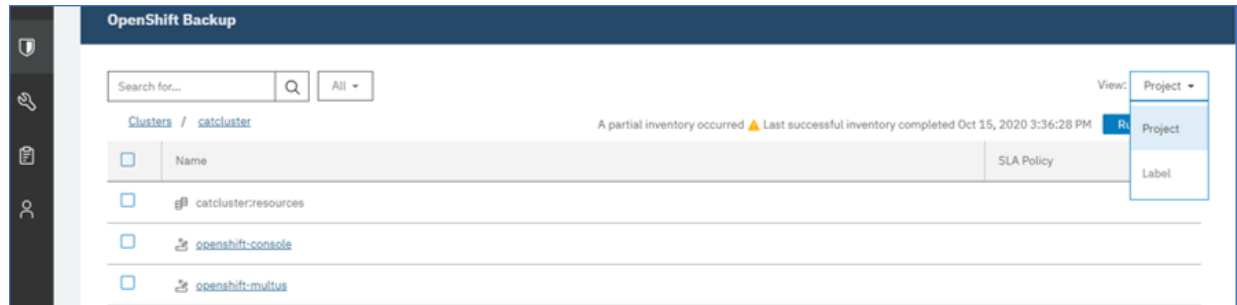 OpenShift Backup
Search for...
All
View: Project
Clusters / catcluster
A partial inventory occurred Last successful inventory completed Oct 15, 2020 3:36:28 PM
Project
Label
Name
SLA Policy
catcluster:resources
openshift-console
openshift-multus